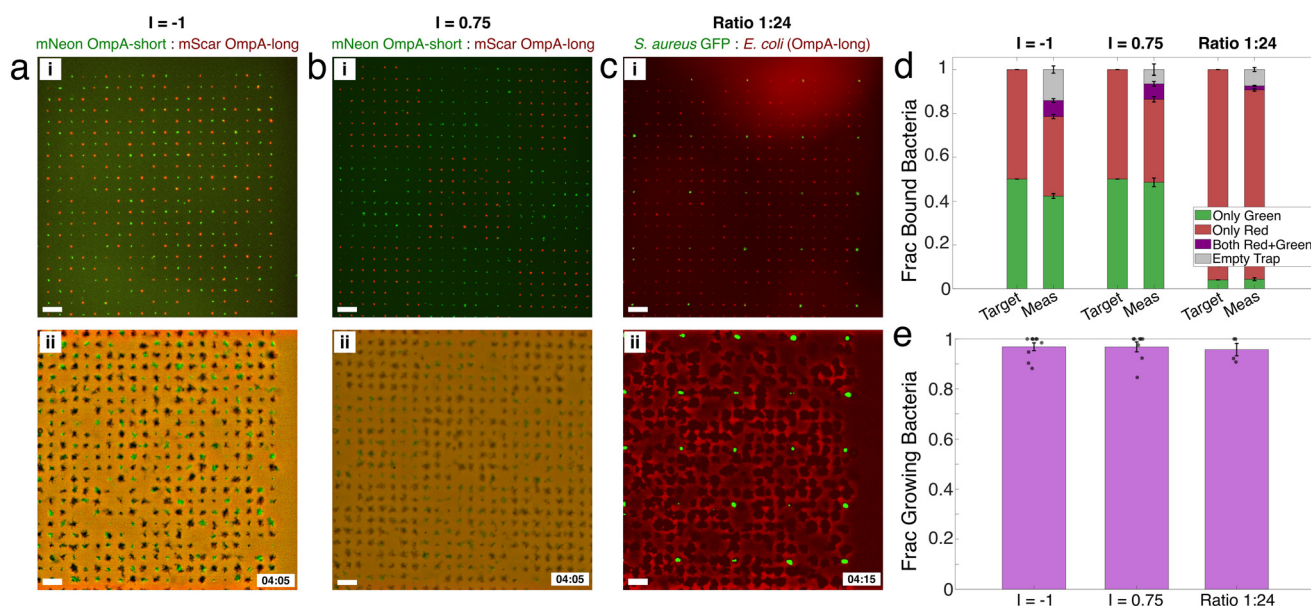 I = -1
mNeon OmpA-short : mScar OmpA-long
I = 0.75
mNeon OmpA-short : mScar OmpA-long
Ratio 1:24
S. aureus GFP : E. coli (OmpA-long)
a
i
ii
04:05
b
i
ii
04:05
c
i
ii
04:15
d
I = -1
I = 0.75
Ratio 1:24
Frac Bound Bacteria
1
0.8
0.6
0.4
0.2
0
Only Green
Only Red
Both Red+Green
Empty Trap
Target
Meas
Target
Meas
Target
Meas
e
Frac Growing Bacteria
1
0.8
0.6
0.4
0.2
0
I = -1
I = 0.75
Ratio 1:24